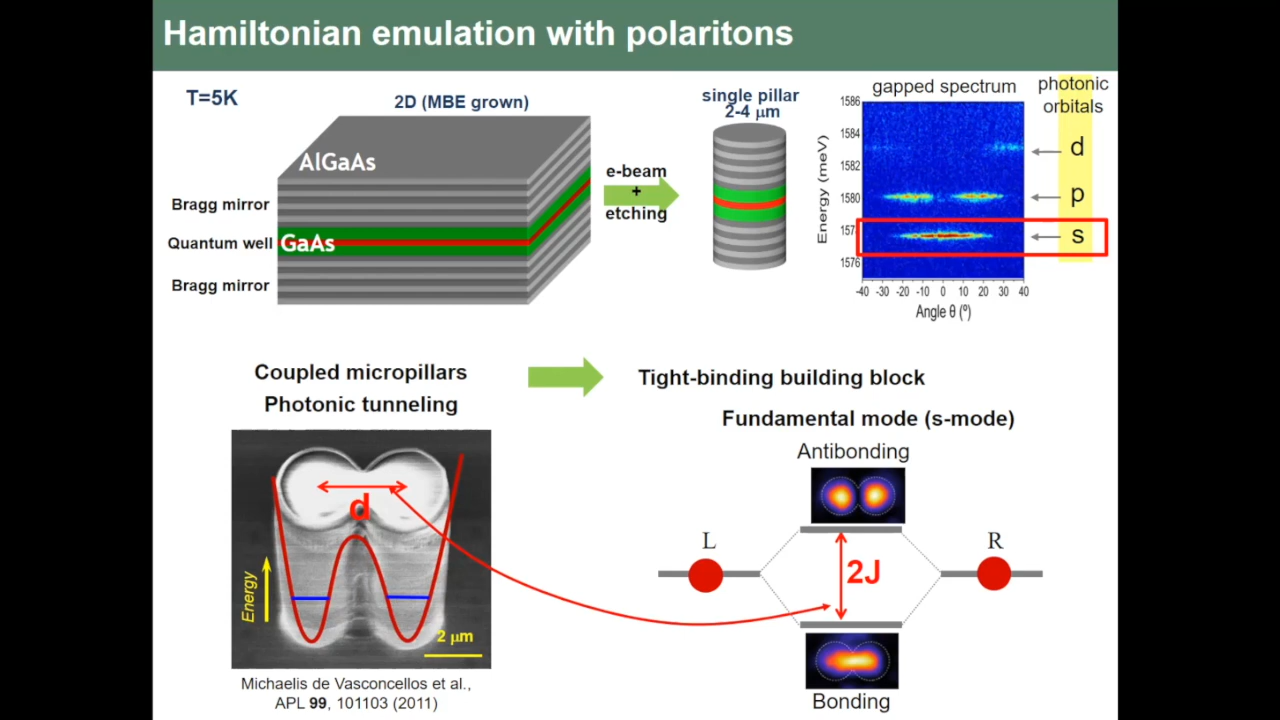 Hamiltonian emulation with polaritons
T=5K
2D (MBE grown)
AlGaAs
Bragg mirror
Quantum well
GaAs
Bragg mirror
e-beam
+
etching
single pillar
2-4 μm
gapped spectrum
photonic
orbitals
Energy (meV)
1586
1584
1582
1580
1576
-40 -30 -20 -10 0 10 20 30 40
Angle θ (º)
d
p
s
Coupled micropillars
Photonic tunneling
Tight-binding building block
Fundamental mode (s-mode)
Antibonding
d
Energy
2 μm
L
R
2J
Bonding
Michaelis de Vasconcellos et al.,
APL 99, 101103 (2011)